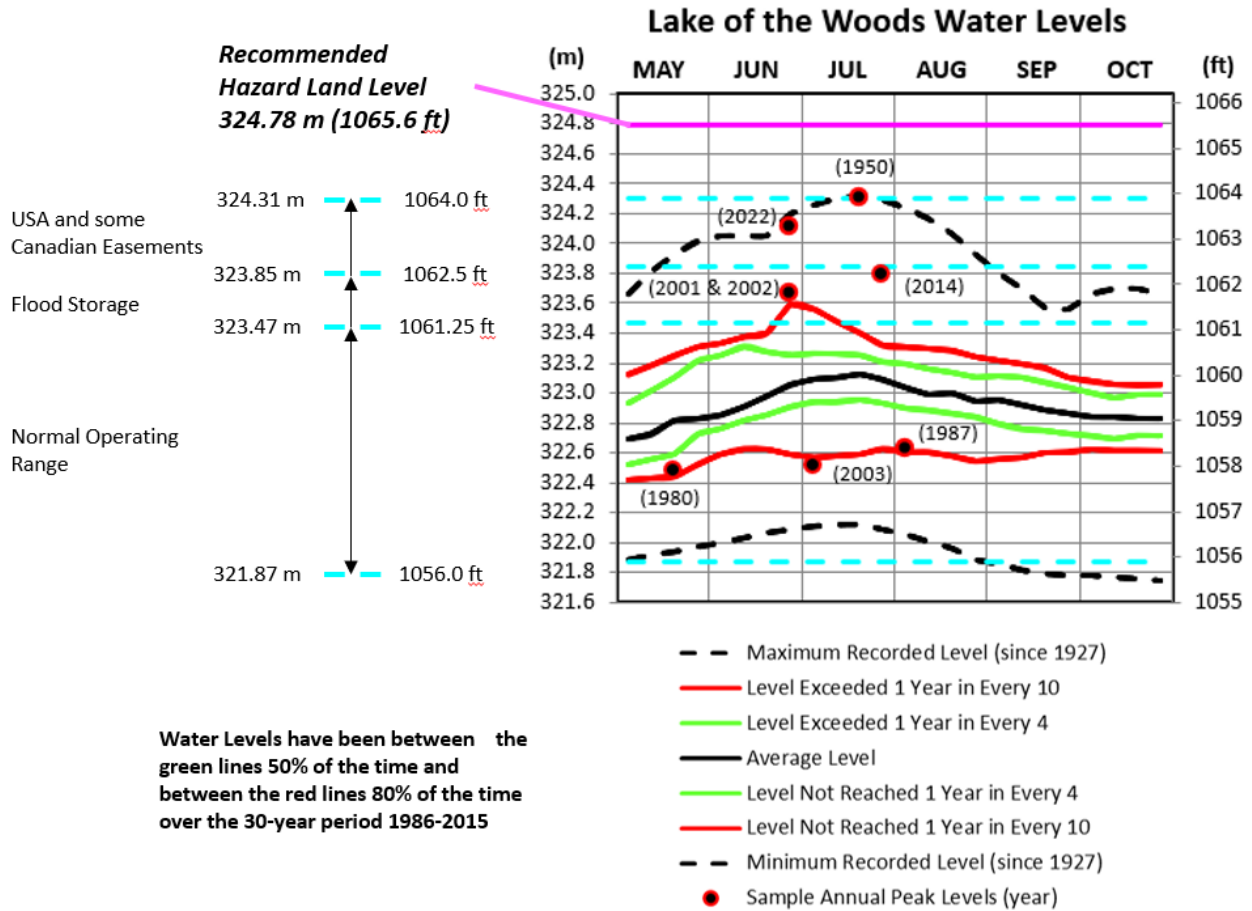 Lake of the Woods Water Levels
Recommended
Hazard Land Level
324.78 m (1065.6 ft)
(m)
MAY JUN JUL AUG SEP OCT
(ft)
325.0
324.8
324.6
324.4
324.2
324.0
323.8
323.6
323.4
323.2
323.0
322.8
322.6
322.4
322.2
322.0
321.8
321.6
1066
1065
1064
1063
1062
1061
1060
1059
1058
1057
1056
1055
324.31 m 1064.0 ft
USA and some
Canadian Easements
323.85 m 1062.5 ft
Flood Storage
323.47 m 1061.25 ft
Normal Operating
Range
321.87 m 1056.0 ft
(1950)
(2022)
(2001 & 2002)
(2014)
(1987)
(2003)
(1980)
Maximum Recorded Level (since 1927)
Level Exceeded 1 Year in Every 10
Level Exceeded 1 Year in Every 4
Average Level
Level Not Reached 1 Year in Every 4
Level Not Reached 1 Year in Every 10
Minimum Recorded Level (since 1927)
Sample Annual Peak Levels (year)
Water Levels have been between the
green lines 50% of the time and
between the red lines 80% of the time
over the 30-year period 1986-2015